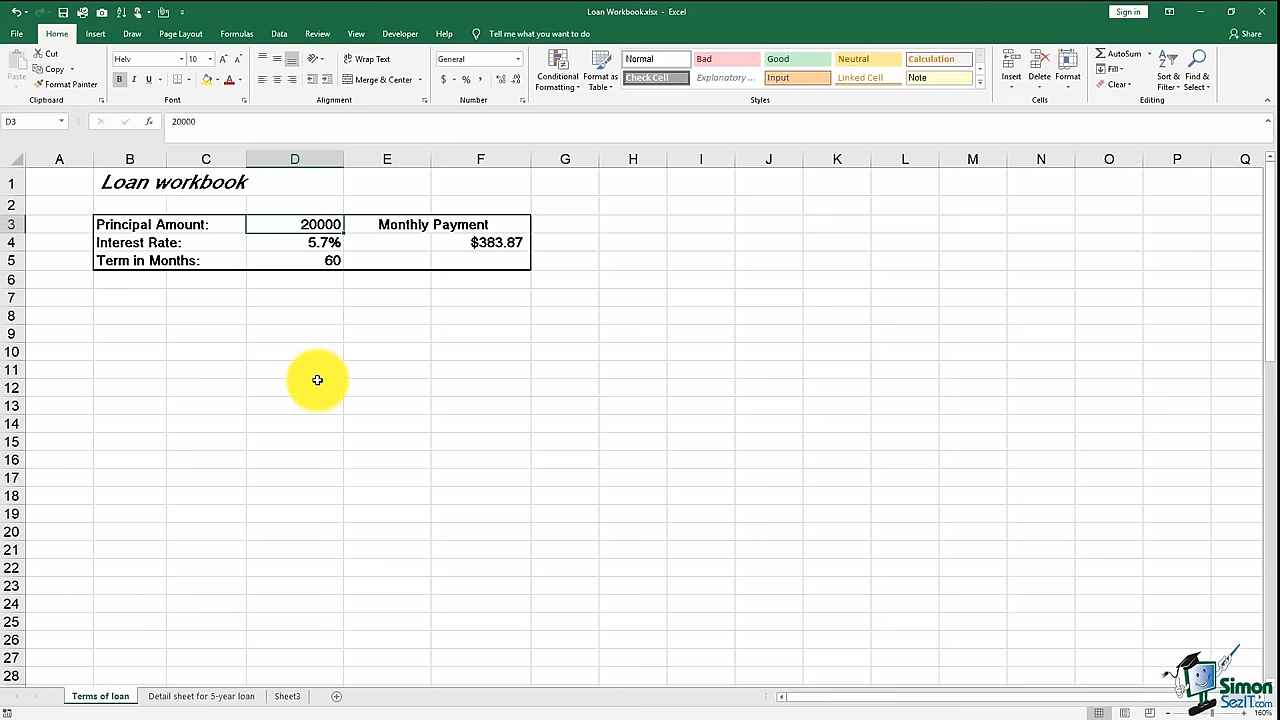 Loan Workbook.xlsx - Excel
Sign in
File Home Insert Draw Page Layout Formulas Data Review View Developer Help Tell me what you want to do Share
Paste
Cut
Copy
Format Painter
Clipboard
Helv 10
B I U
Font
Wrap Text
Merge & Center
Alignment
General
$ % ,
Number
Conditional Formatting
Format as Table
Normal Bad Good Neutral Calculation
Check Cell Explanatory ... Input Linked Cell Note
Styles
Insert Delete Format
Cells
AutoSum
Fill
Clear
Sort & Filter
Find & Select
Editing
D3 fx 20000
A B C D E F G H I J K L M N O P Q
1 Loan workbook
2
3 Principal Amount: 20000 Monthly Payment
4 Interest Rate: 5.7% $383.87
5 Term in Months: 60
6
7
8
9
10
11
12
13
14
15
16
17
18
19
20
21
22
23
24
25
26
27
28
Terms of loan Detail sheet for 5-year loan Sheet3
Simon
SezIT.com
160%